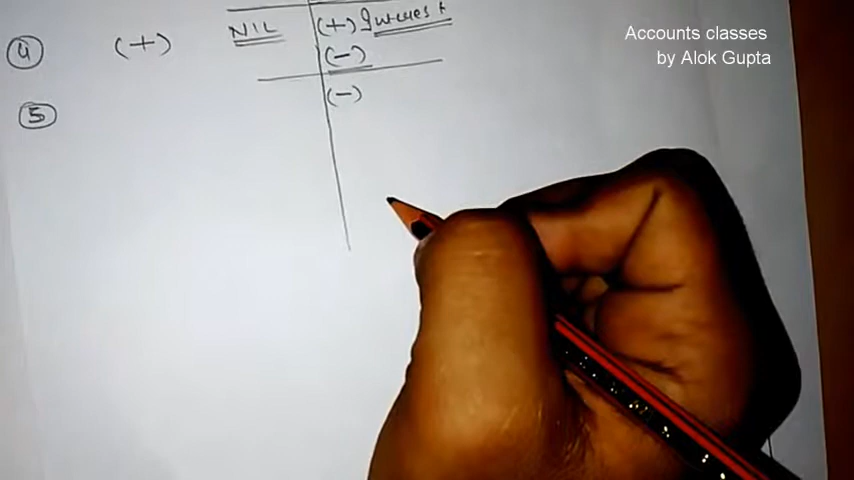 Accounts classes
by Alok Gupta
④ (+) NIL (+) Interest
(-)
⑤ (-)